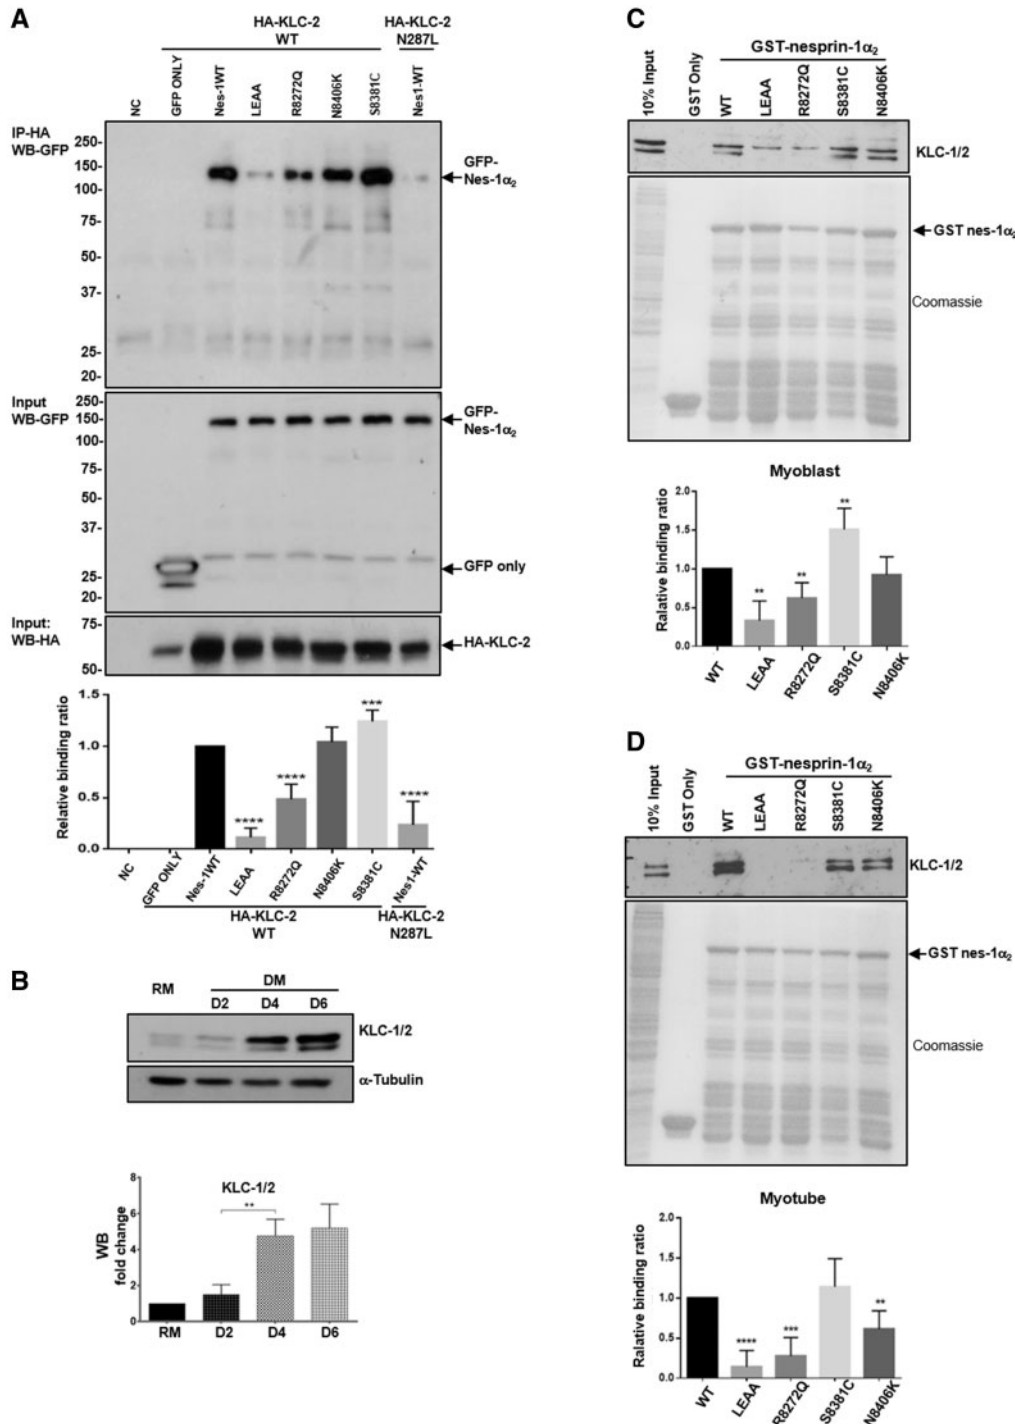 A
HA-KLC-2
WT
HA-KLC-2
N287L
NC
GFP ONLY
Nes-1WT
LEAA
R8272Q
N8406K
S8381C
Nes1-WT
IP-HA
WB-GFP
250-
150-
100-
75-
50-
37-
25-
20-
GFP-
Nes-1α2
Input
WB-GFP
250-
150-
100-
75-
50-
37-
25-
20-
GFP-
Nes-1α2
GFP only
Input:
WB-HA
75-
50-
HA-KLC-2
Relative binding ratio
1.5
1.0
0.5
0.0
****
****
***
****
NC
GFP ONLY
Nes-1WT
LEAA
R8272Q
N8406K
S8381C
Nes1-WT
HA-KLC-2
WT
HA-KLC-2
N287L
B
RM
DM
D2
D4
D6
KLC-1/2
α-Tubulin
KLC-1/2
WB
fold change
8
6
4
2
0
**
RM
D2
D4
D6
C
GST-nesprin-1α2
10% Input
GST Only
WT
LEAA
R8272Q
S8381C
N8406K
KLC-1/2
GST nes-1α2
Coomassie
Myoblast
Ralative binding ratio
2.0
1.5
1.0
0.5
0.0
**
**
**
WT
LEAA
R8272Q
S8381C
N8406K
D
GST-nesprin-1α2
10% Input
GST Only
WT
LEAA
R8272Q
S8381C
N8406K
KLC-1/2
GST nes-1α2
Coomassie
Myotube
Ralative binding ratio
2.0
1.5
1.0
0.5
0.0
****
***
**
WT
LEAA
R8272Q
S8381C
N8406K